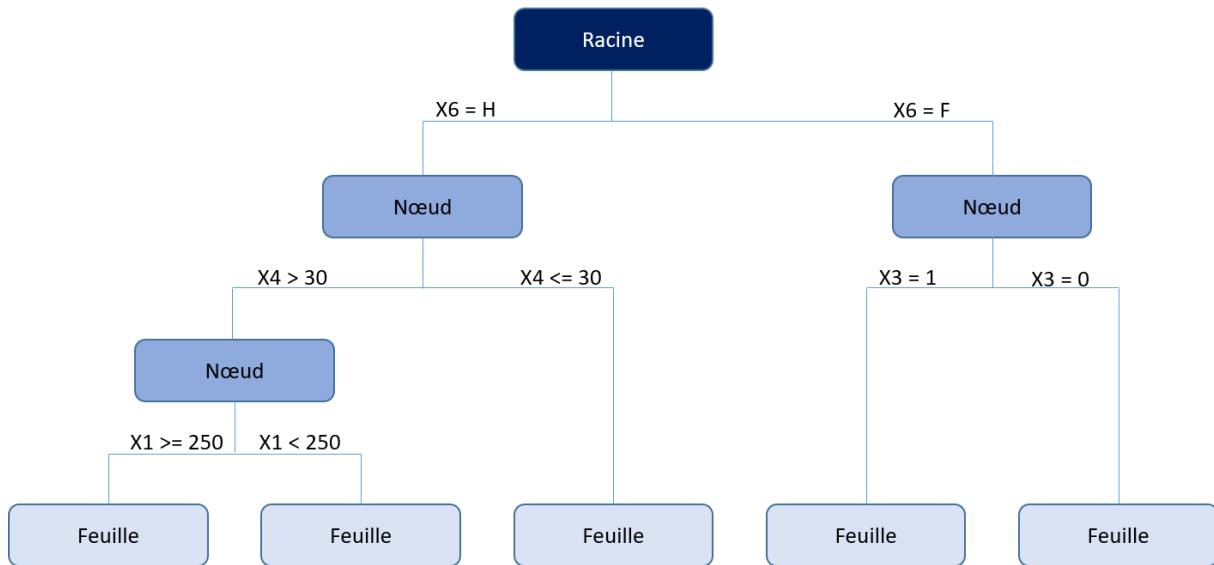 Racine
X6 = H
X6 = F
Nœud
Nœud
X4 > 30
X4 <= 30
X3 = 1
X3 = 0
Nœud
X1 >= 250
X1 < 250
Feuille
Feuille
Feuille
Feuille
Feuille